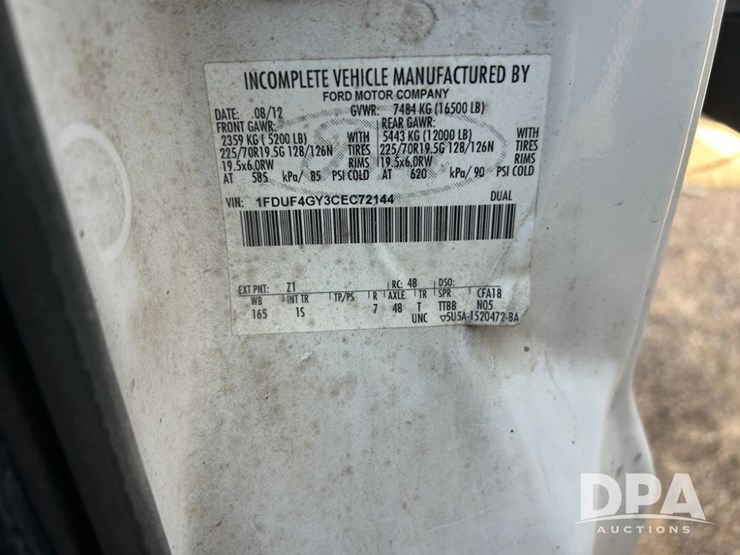 INCOMPLETE VEHICLE MANUFACTURED BY
FORD MOTOR COMPANY
DATE: 08/12 GVWR: 7484 KG (16500 LB)
FRONT GAWR: REAR GAWR:
2359 KG ( 5200 LB) WITH 5443 KG (12000 LB) WITH
225/70R19.5G 128/126N TIRES 225/70R19.5G 128/126N TIRES
19.5x6.0RW RIMS 19.5x6.0RW RIMS
AT 585 kPa/ 85 PSI COLD AT 620 kPa/ 90 PSI COLD
VIN: 1FDUF4GY3CEC72144 DUAL
EXT PNT: Z1 RC: 48 DSO:
WB INT TR TP/PS R AXLE TR SPR CFA18
165 1S 7 48 T TTBB N05
UNC 5U5A-1520472-BA
DPA
AUCTIONS